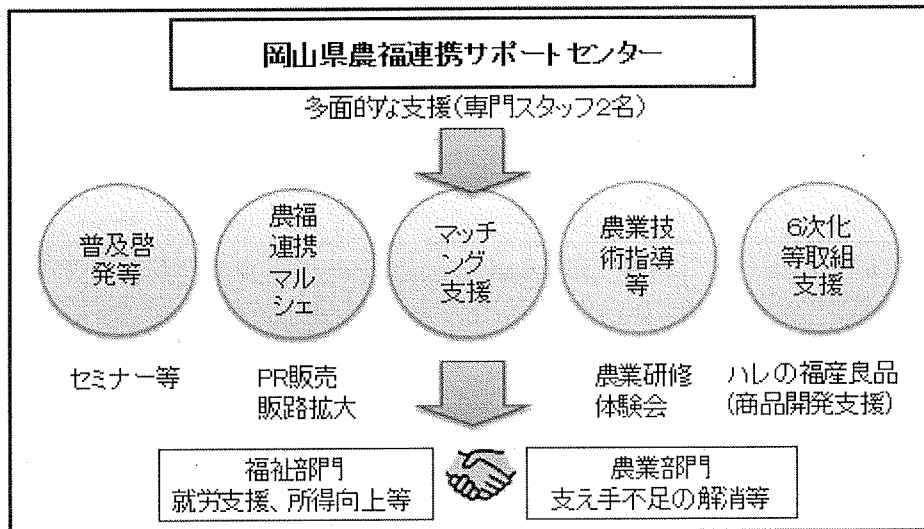 岡山県農福連携サポートセンター
多面的な支援(専門スタッフ2名)
普及啓
発等
農福
連携
マル
シェ
マッチ
ング
支援
農業技
術指導
等
6次化
等取組
支援
セミナー等
PR販売
販路拡大
農業研修
体験会
ハレの福産良品
(商品開発支援)
福祉部門
就労支援、所得向上等
農業部門
支え手不足の解消等